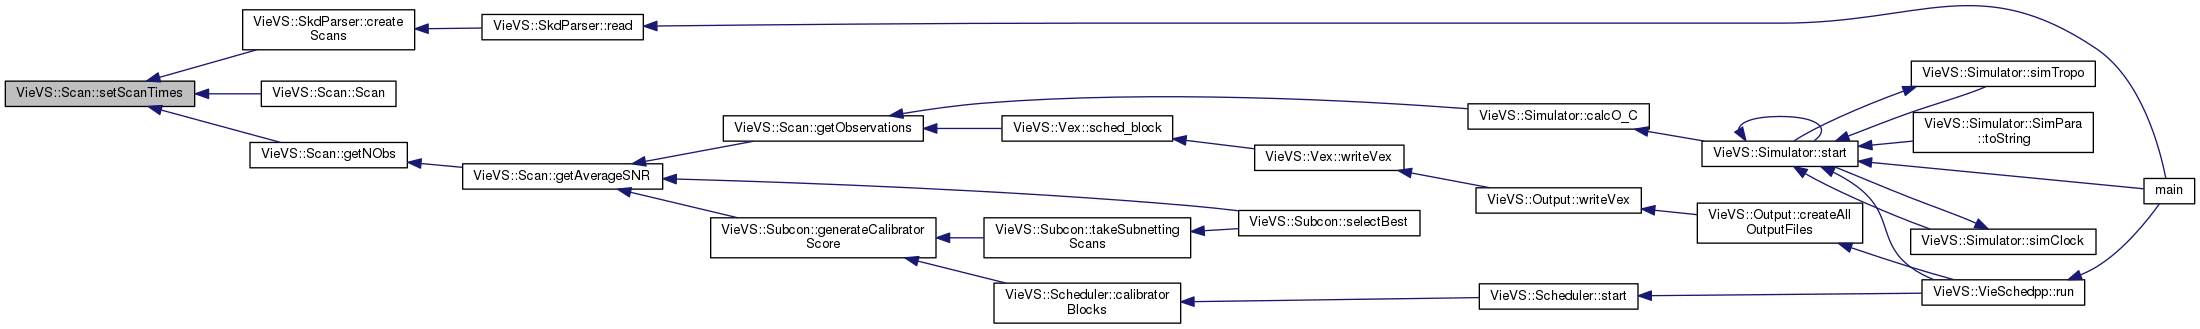 VieVS::SkdParser::create
Scans
VieVS::SkdParser::read
VieVS::Scan::setScanTimes
VieVS::Scan::Scan
VieVS::Scan::getNObs
VieVS::Scan::getAverageSNR
VieVS::Scan::getObservations
VieVS::Vex::sched_block
VieVS::Vex::writeVex
VieVS::Output::writeVex
VieVS::Output::createAll
OutputFiles
VieVS::Simulator::calcO_C
VieVS::Simulator::start
VieVS::Simulator::simTropo
VieVS::Simulator::SimPara
::toString
VieVS::Simulator::simClock
main
VieVS::Subcon::selectBest
VieVS::Subcon::generateCalibrator
Score
VieVS::Subcon::takeSubnetting
Scans
VieVS::Scheduler::calibrator
Blocks
VieVS::Scheduler::start
VieVS::VieSchedpp::run